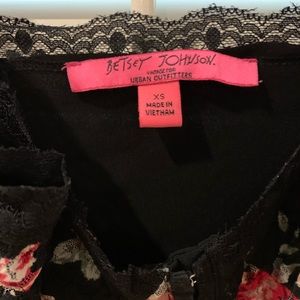 BETSEY JOHNSON.
VINTAGE FOR
URBAN OUTFITTERS
XS
MADE IN
VIETNAM